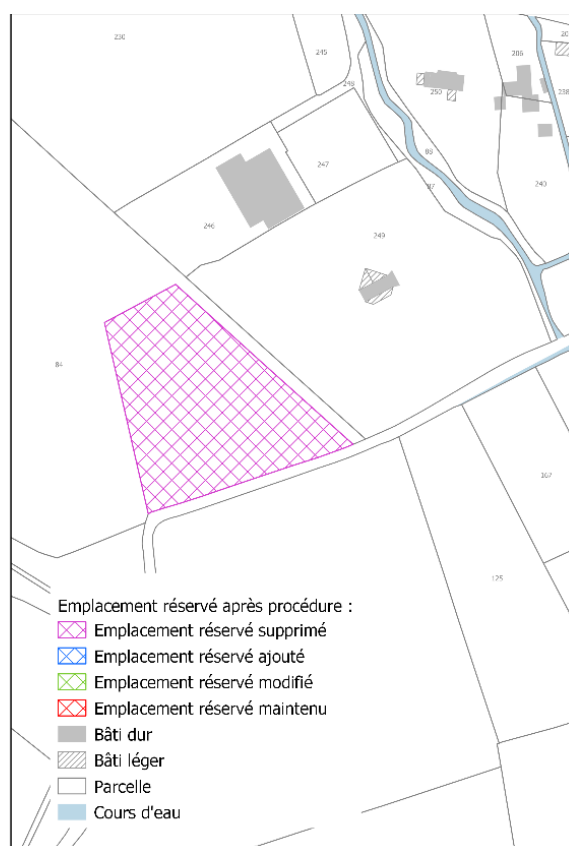 230
245
20
206
248
250
238
88
247
87
240
246
249
84
267
125
Emplacement réservé après procédure :
Emplacement réservé supprimé
Emplacement réservé ajouté
Emplacement réservé modifié
Emplacement réservé maintenu
Bâti dur
Bâti léger
Parcelle
Cours d'eau